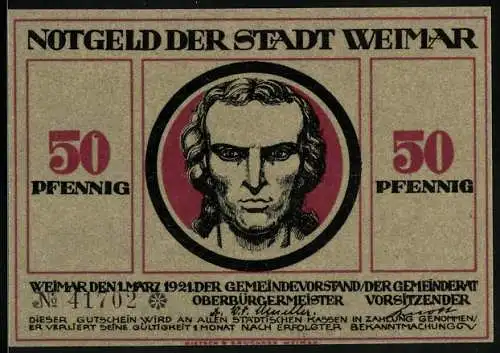 NOTGELD DER STADT WEIMAR
50 PFENNIG
50 PFENNIG
WEIMAR DEN 1. MÄRZ 1921. DER GEMEINDEVORSTAND / DER GEMEINDERAT
No 41702 OBERBÜRGERMEISTER VORSITZENDER
DIESER GUTSCHEIN WIRD AN ALLEN STÄDTISCHEN KASSEN IN ZAHLUNG GENOMMEN/
ER VERLIERT SEINE GÜLTIGKEIT 1 MONAT NACH ERFOLGTER BEKANNTMACHUNG
WEIMAR